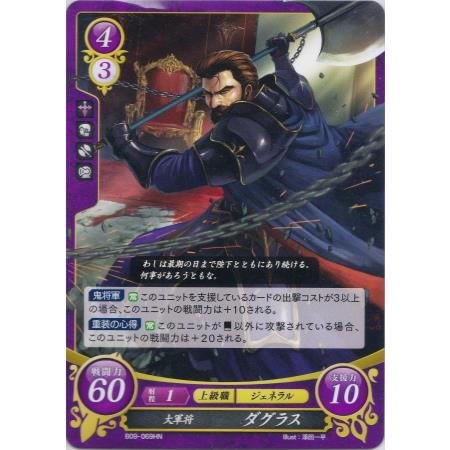 4
3
わしは最期の日まで陛下とともにあり続ける。
何事があろうともな。
鬼将軍 常 このユニットを支援しているカードの出撃コストが3以上
の場合、このユニットの戦闘力は+10される。
重装の心得 常 このユニットが 以外に攻撃されている場合、
このユニットの戦闘力は+20される。
戦闘力
60
射程 1
上級職
ジェネラル
支援力
10
大軍将 ダグラス
B09-069HN
Illust:澤田一平